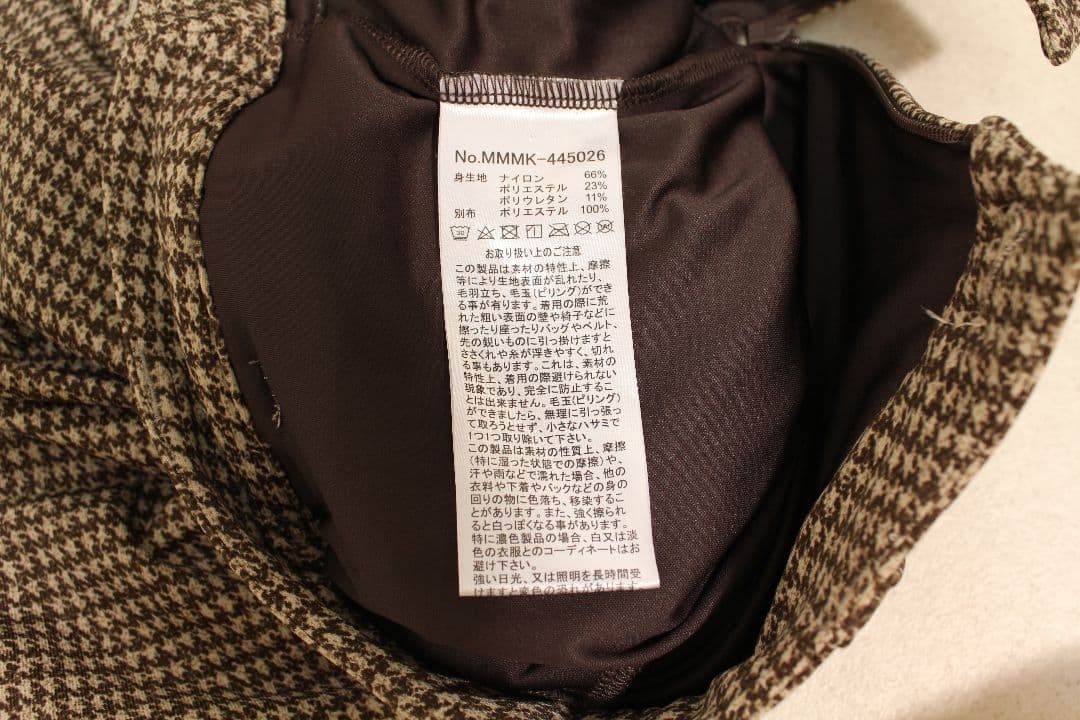 No.MMMK-445026
身生地 ナイロン 66%
ポリエステル 23%
ポリウレタン 11%
別布 ポリエステル 100%
お取り扱い上のご注意
この製品は素材の特性上、摩擦
等により生地表面が乱れたり、
毛羽立ち、毛玉(ピリング)ができ
る事が有ります。着用の際に荒
れた粗い表面の壁や椅子などに
擦ったり座ったりバッグやベルト、
先の鋭いものに引っ掛けますと
ささくれや糸が浮きやすく、切れ
る事もあります。これは、素材の
特性上、着用の際避けられない
現象であり、完全に防止するこ
とは出来ません。毛玉(ピリング)
ができましたら、無理に引っ張っ
て取ろうとせず、小さなハサミで
1つ1つ取り除いて下さい。
この製品は素材の性質上、摩擦
(特に湿った状態での摩擦)や、
汗や雨などで濡れた場合、他の
衣料や下着やバックなどの身の
回りの物に色落ち、移染するこ
とがあります。また、強く擦られ
ると白っぽくなる事があります。
特に濃色製品の場合、白又は淡
色の衣服とのコーディネートはお
避け下さい。
強い日光、又は照明を長時間受
けますと変色の恐れがあります